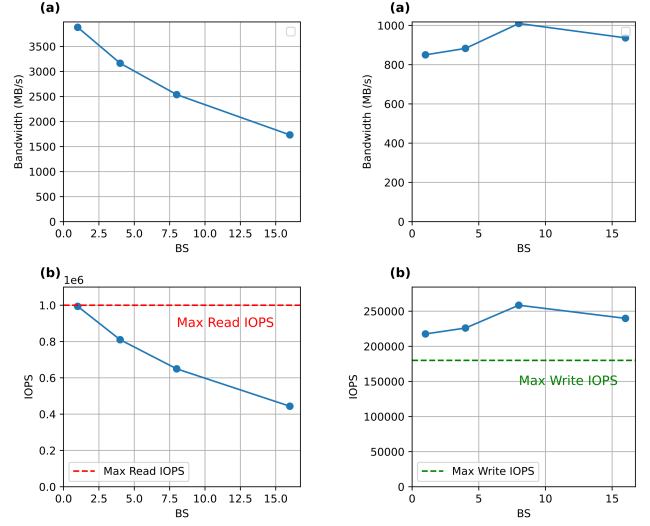 (a)
Bandwidth (MB/s)
3500
3000
2500
2000
1500
1000
500
0
0.0 2.5 5.0 7.5 10.0 12.5 15.0
BS
(a)
Bandwidth (MB/s)
1000
800
600
400
200
0
0 5 10 15
BS
(b)
1e6
IOPS
1.0
0.8
0.6
0.4
0.2
0.0
Max Read IOPS
Max Read IOPS
0.0 2.5 5.0 7.5 10.0 12.5 15.0
BS
(b)
IOPS
250000
200000
150000
100000
50000
0
Max Write IOPS
Max Write IOPS
0 5 10 15
BS